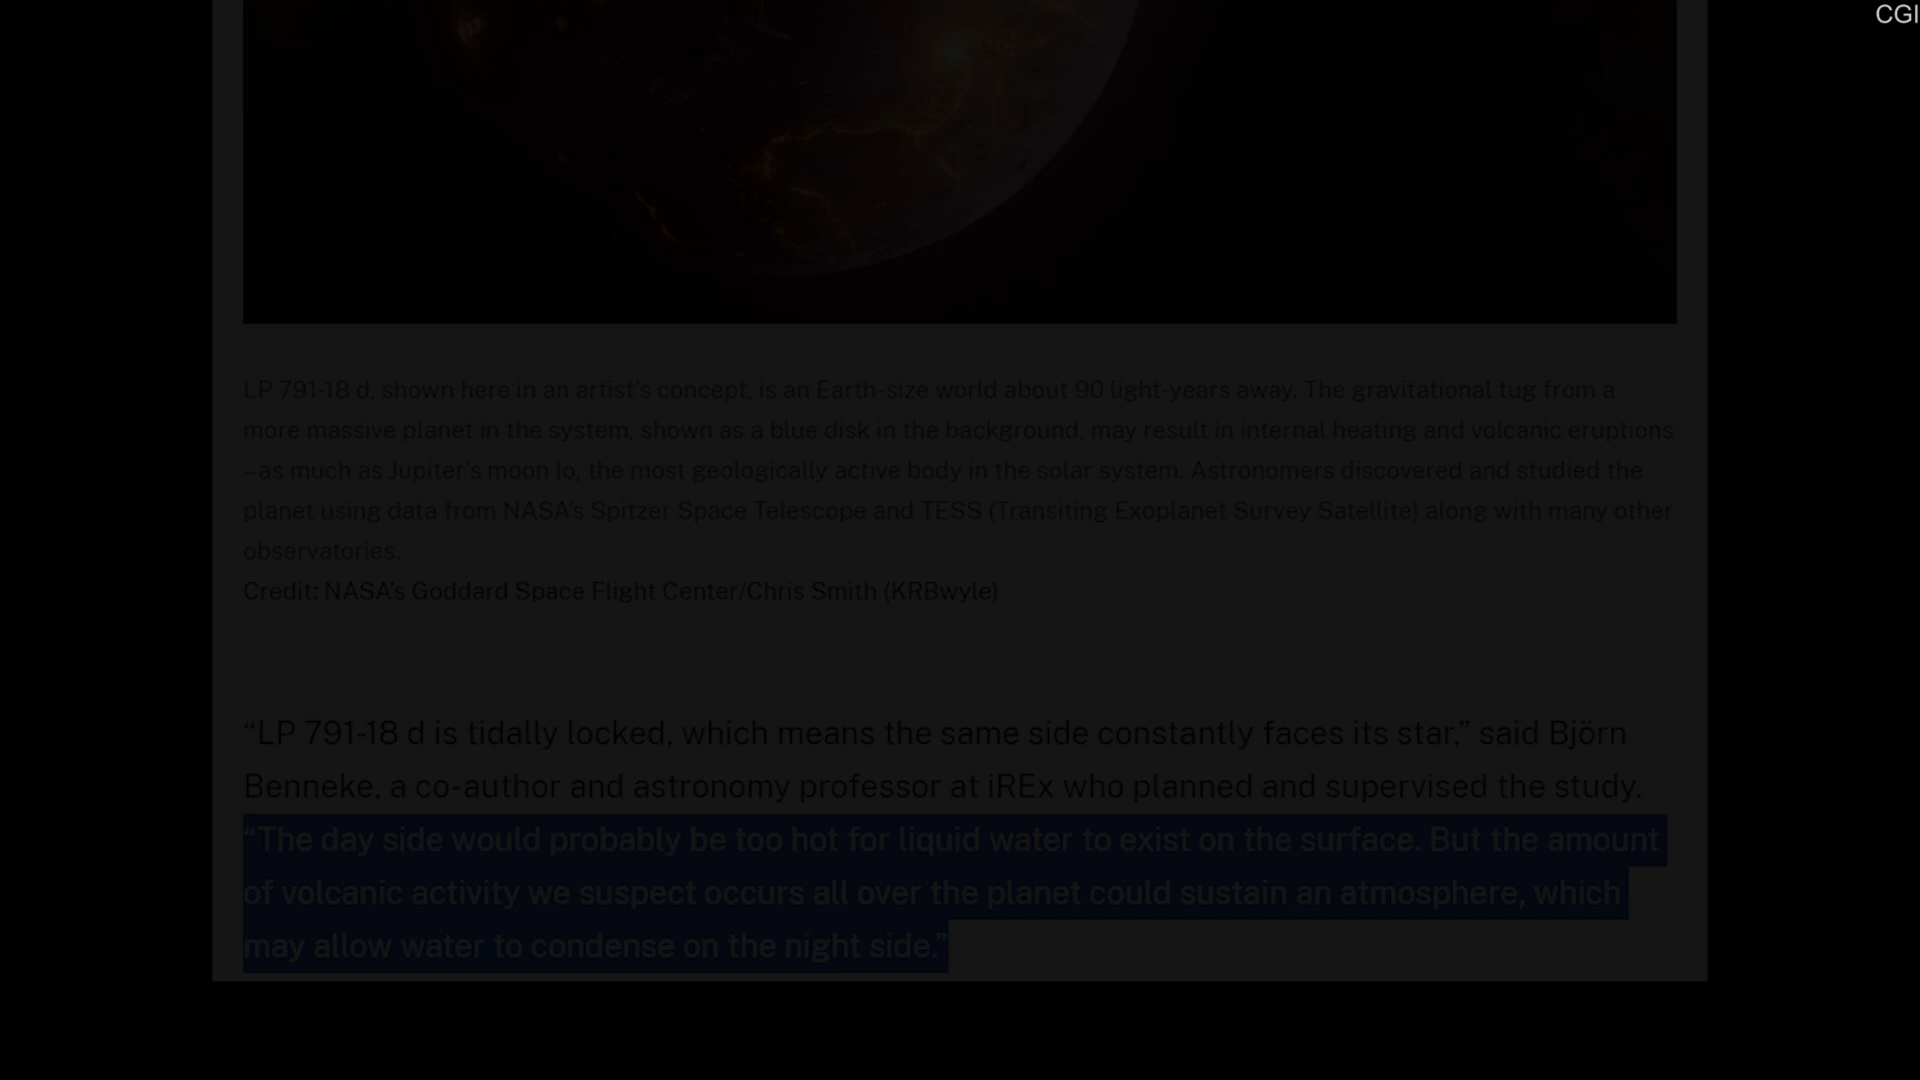 CGI
LP 791-18 d, shown here in an artist's concept, is an Earth-size world about 90 light-years away. The gravitational tug from a
more massive planet in the system, shown as a blue disk in the background, may result in internal heating and volcanic eruptions
– as much as Jupiter's moon Io, the most geologically active body in the solar system. Astronomers discovered and studied the
planet using data from NASA's Spitzer Space Telescope and TESS (Transiting Exoplanet Survey Satellite) along with many other
observatories.
Credit: NASA's Goddard Space Flight Center/Chris Smith (KRBwyle)
“LP 791-18 d is tidally locked, which means the same side constantly faces its star,” said Björn
Benneke, a co-author and astronomy professor at iREx who planned and supervised the study.
“The day side would probably be too hot for liquid water to exist on the surface. But the amount
of volcanic activity we suspect occurs all over the planet could sustain an atmosphere, which
may allow water to condense on the night side.”